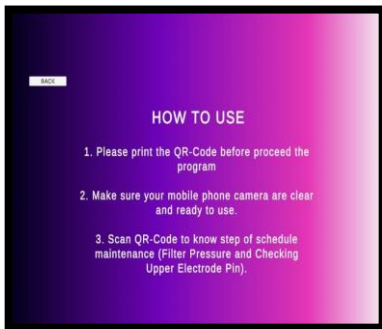 BACK
HOW TO USE
1. Please print the QR-Code before proceed the
program
2. Make sure your mobile phone camera are clear
and ready to use.
3. Scan QR-Code to know step of schedule
maintenance (Filter Pressure and Checking
Upper Electrode Pin).